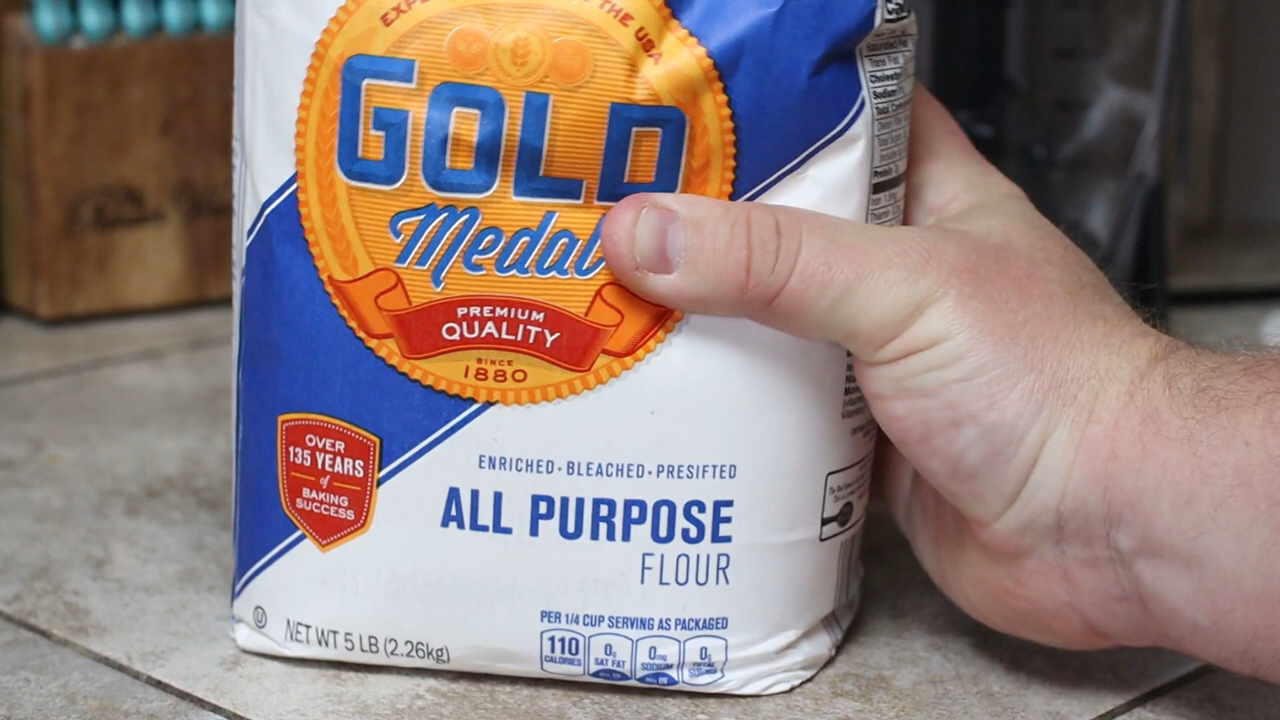 THE USA
GOLD
Medal
PREMIUM
QUALITY
SINCE
1880
OVER
135 YEARS
of
BAKING
SUCCESS
ENRICHED • BLEACHED • PRESIFTED
ALL PURPOSE
FLOUR
U
NET WT 5 LB (2.26kg)
PER 1/4 CUP SERVING AS PACKAGED
110
CALORIES
0g
SAT FAT
0mg
SODIUM
0g
TOTAL